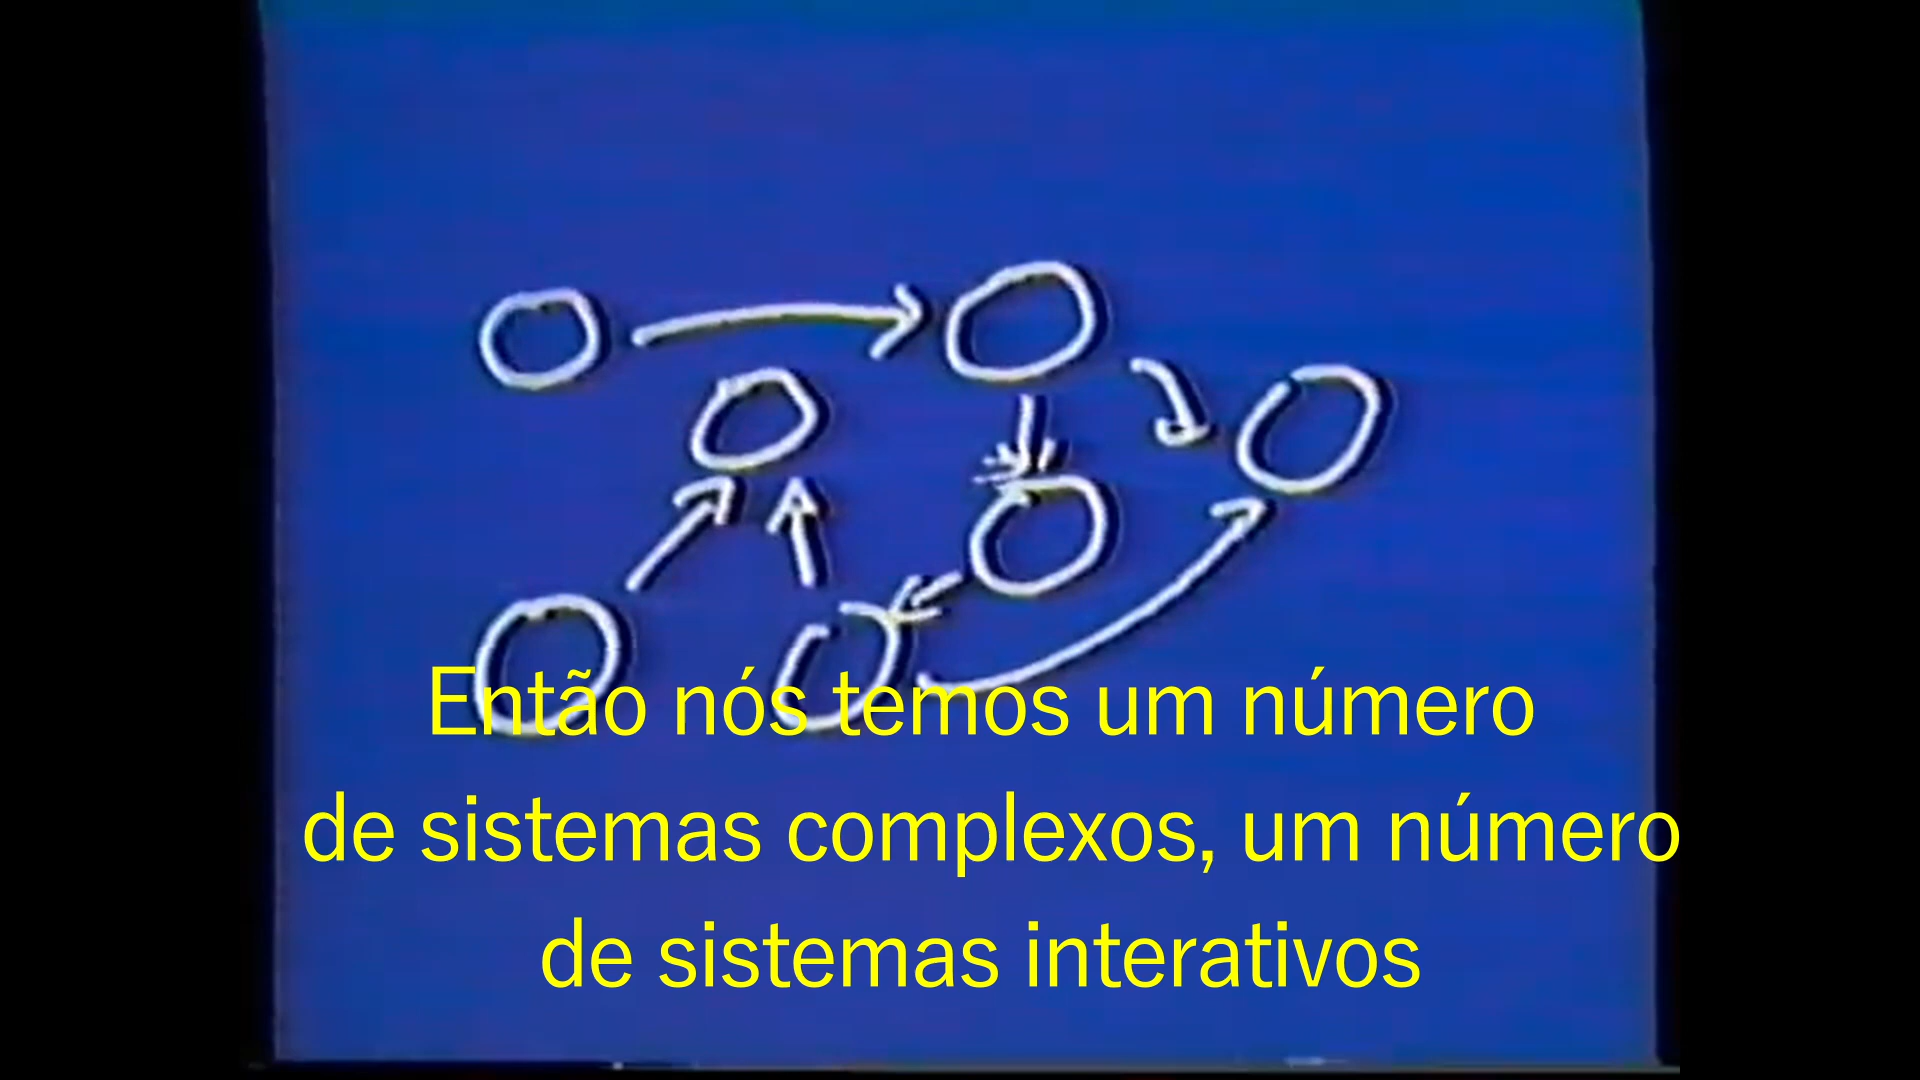 Então nós temos um número
de sistemas complexos, um número
de sistemas interativos